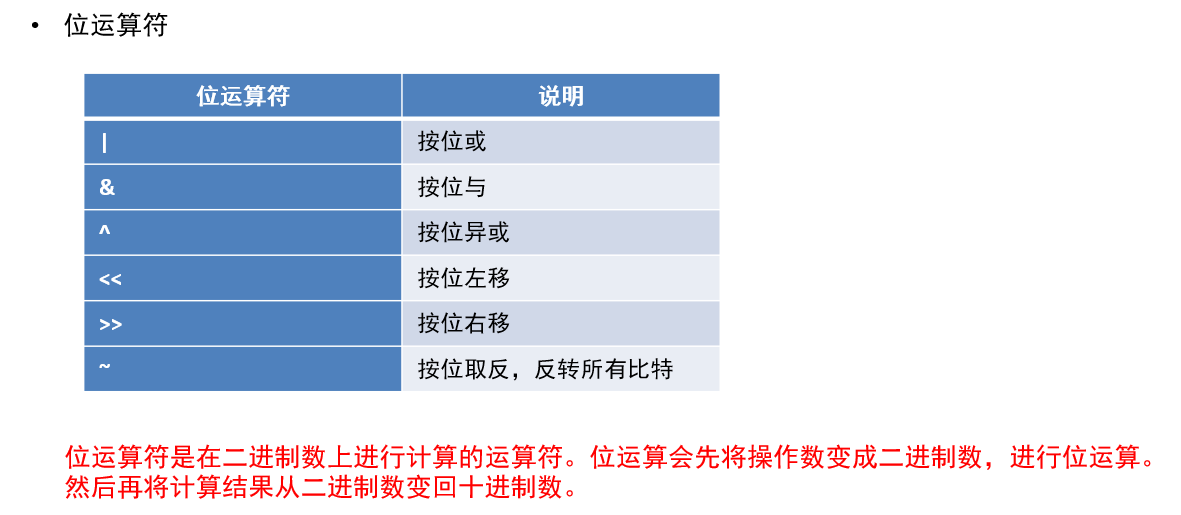 • 位运算符
位运算符 说明
| 按位或
& 按位与
^ 按位异或
<< 按位左移
>> 按位右移
~ 按位取反，反转所有比特
位运算符是在二进制数上进行计算的运算符。位运算会先将操作数变成二进制数，进行位运算。
然后再将计算结果从二进制数变回十进制数。